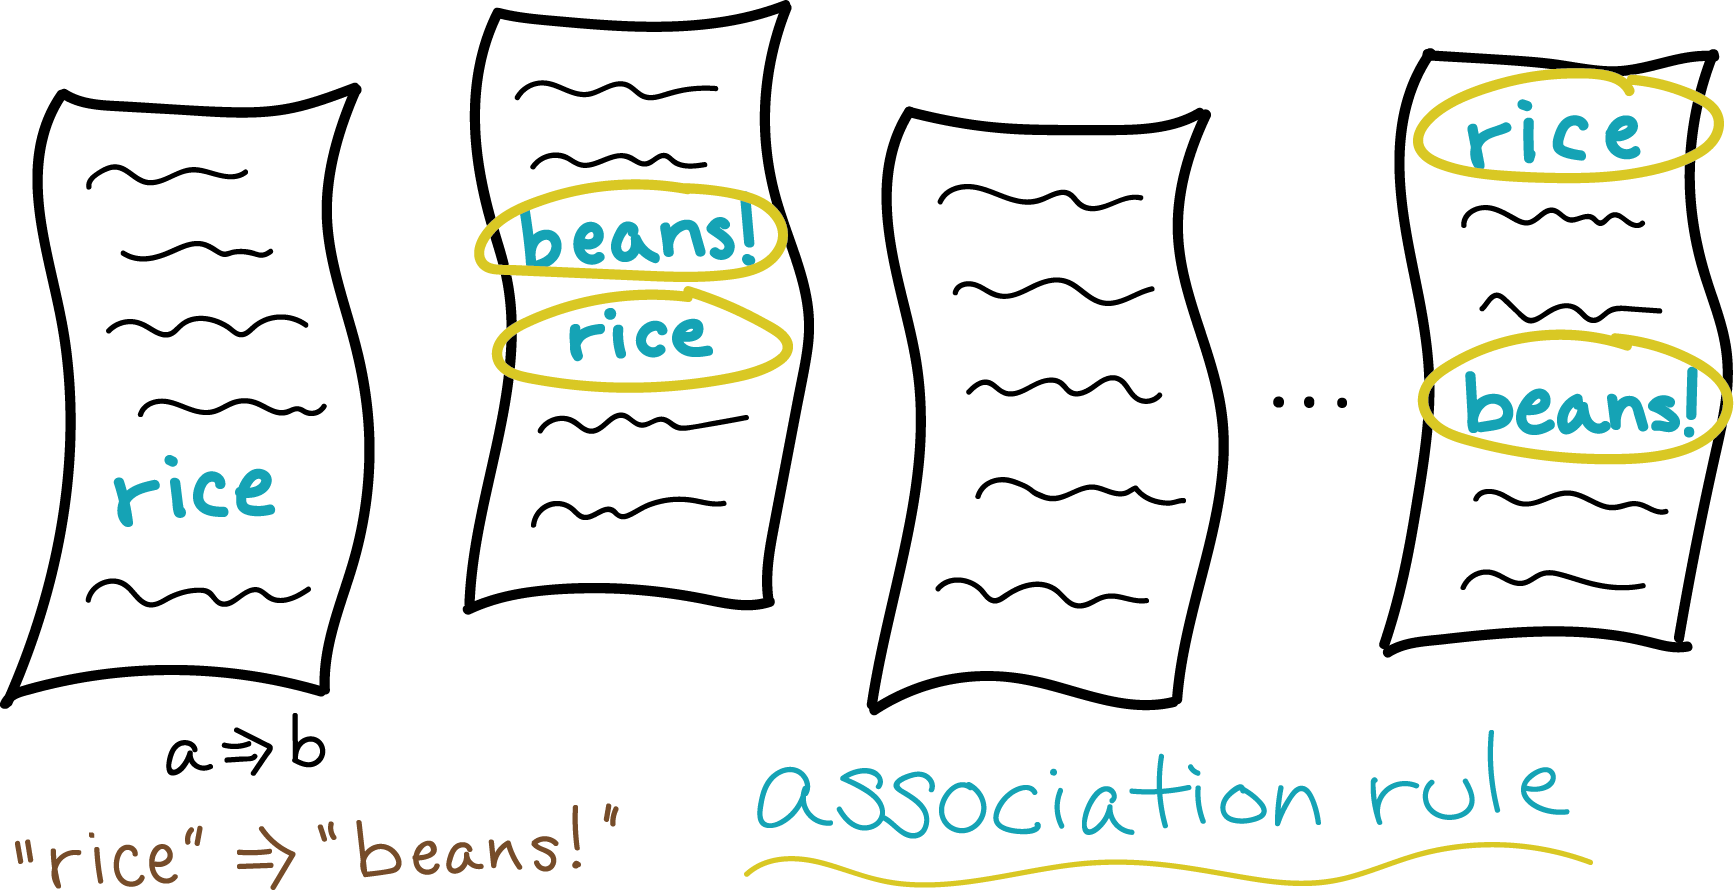 rice
beans!
rice
...
rice
beans!
a ⇒ b
"rice" ⇒ "beans!"
association rule